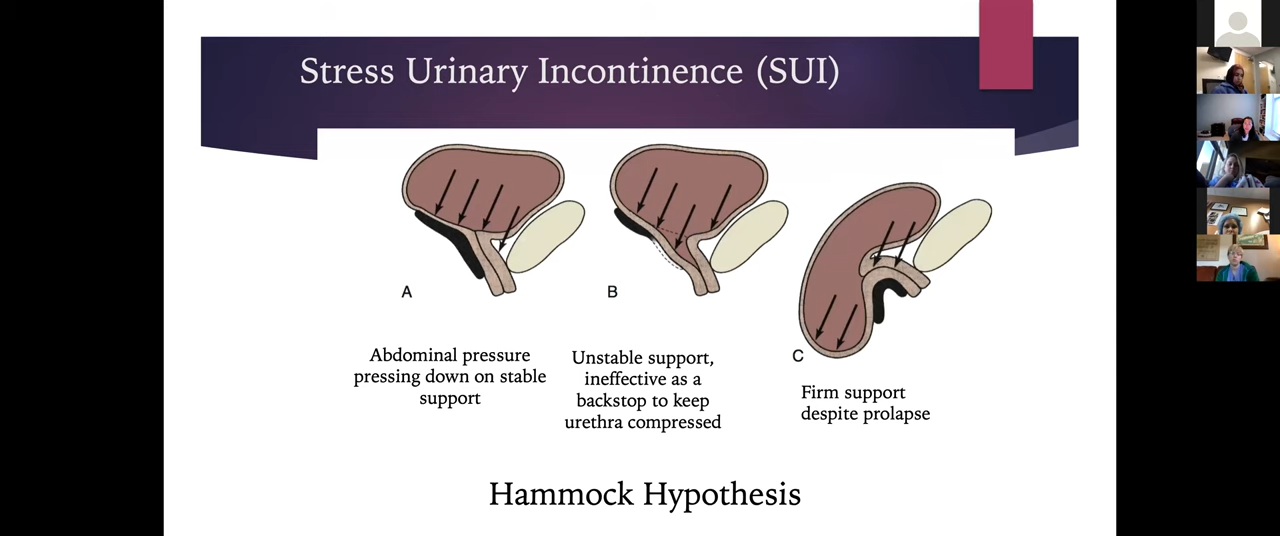 Stress Urinary Incontinence (SUI)
A
B
C
Abdominal pressure
pressing down on stable
support
Unstable support,
ineffective as a
backstop to keep
urethra compressed
Firm support
despite prolapse
Hammock Hypothesis